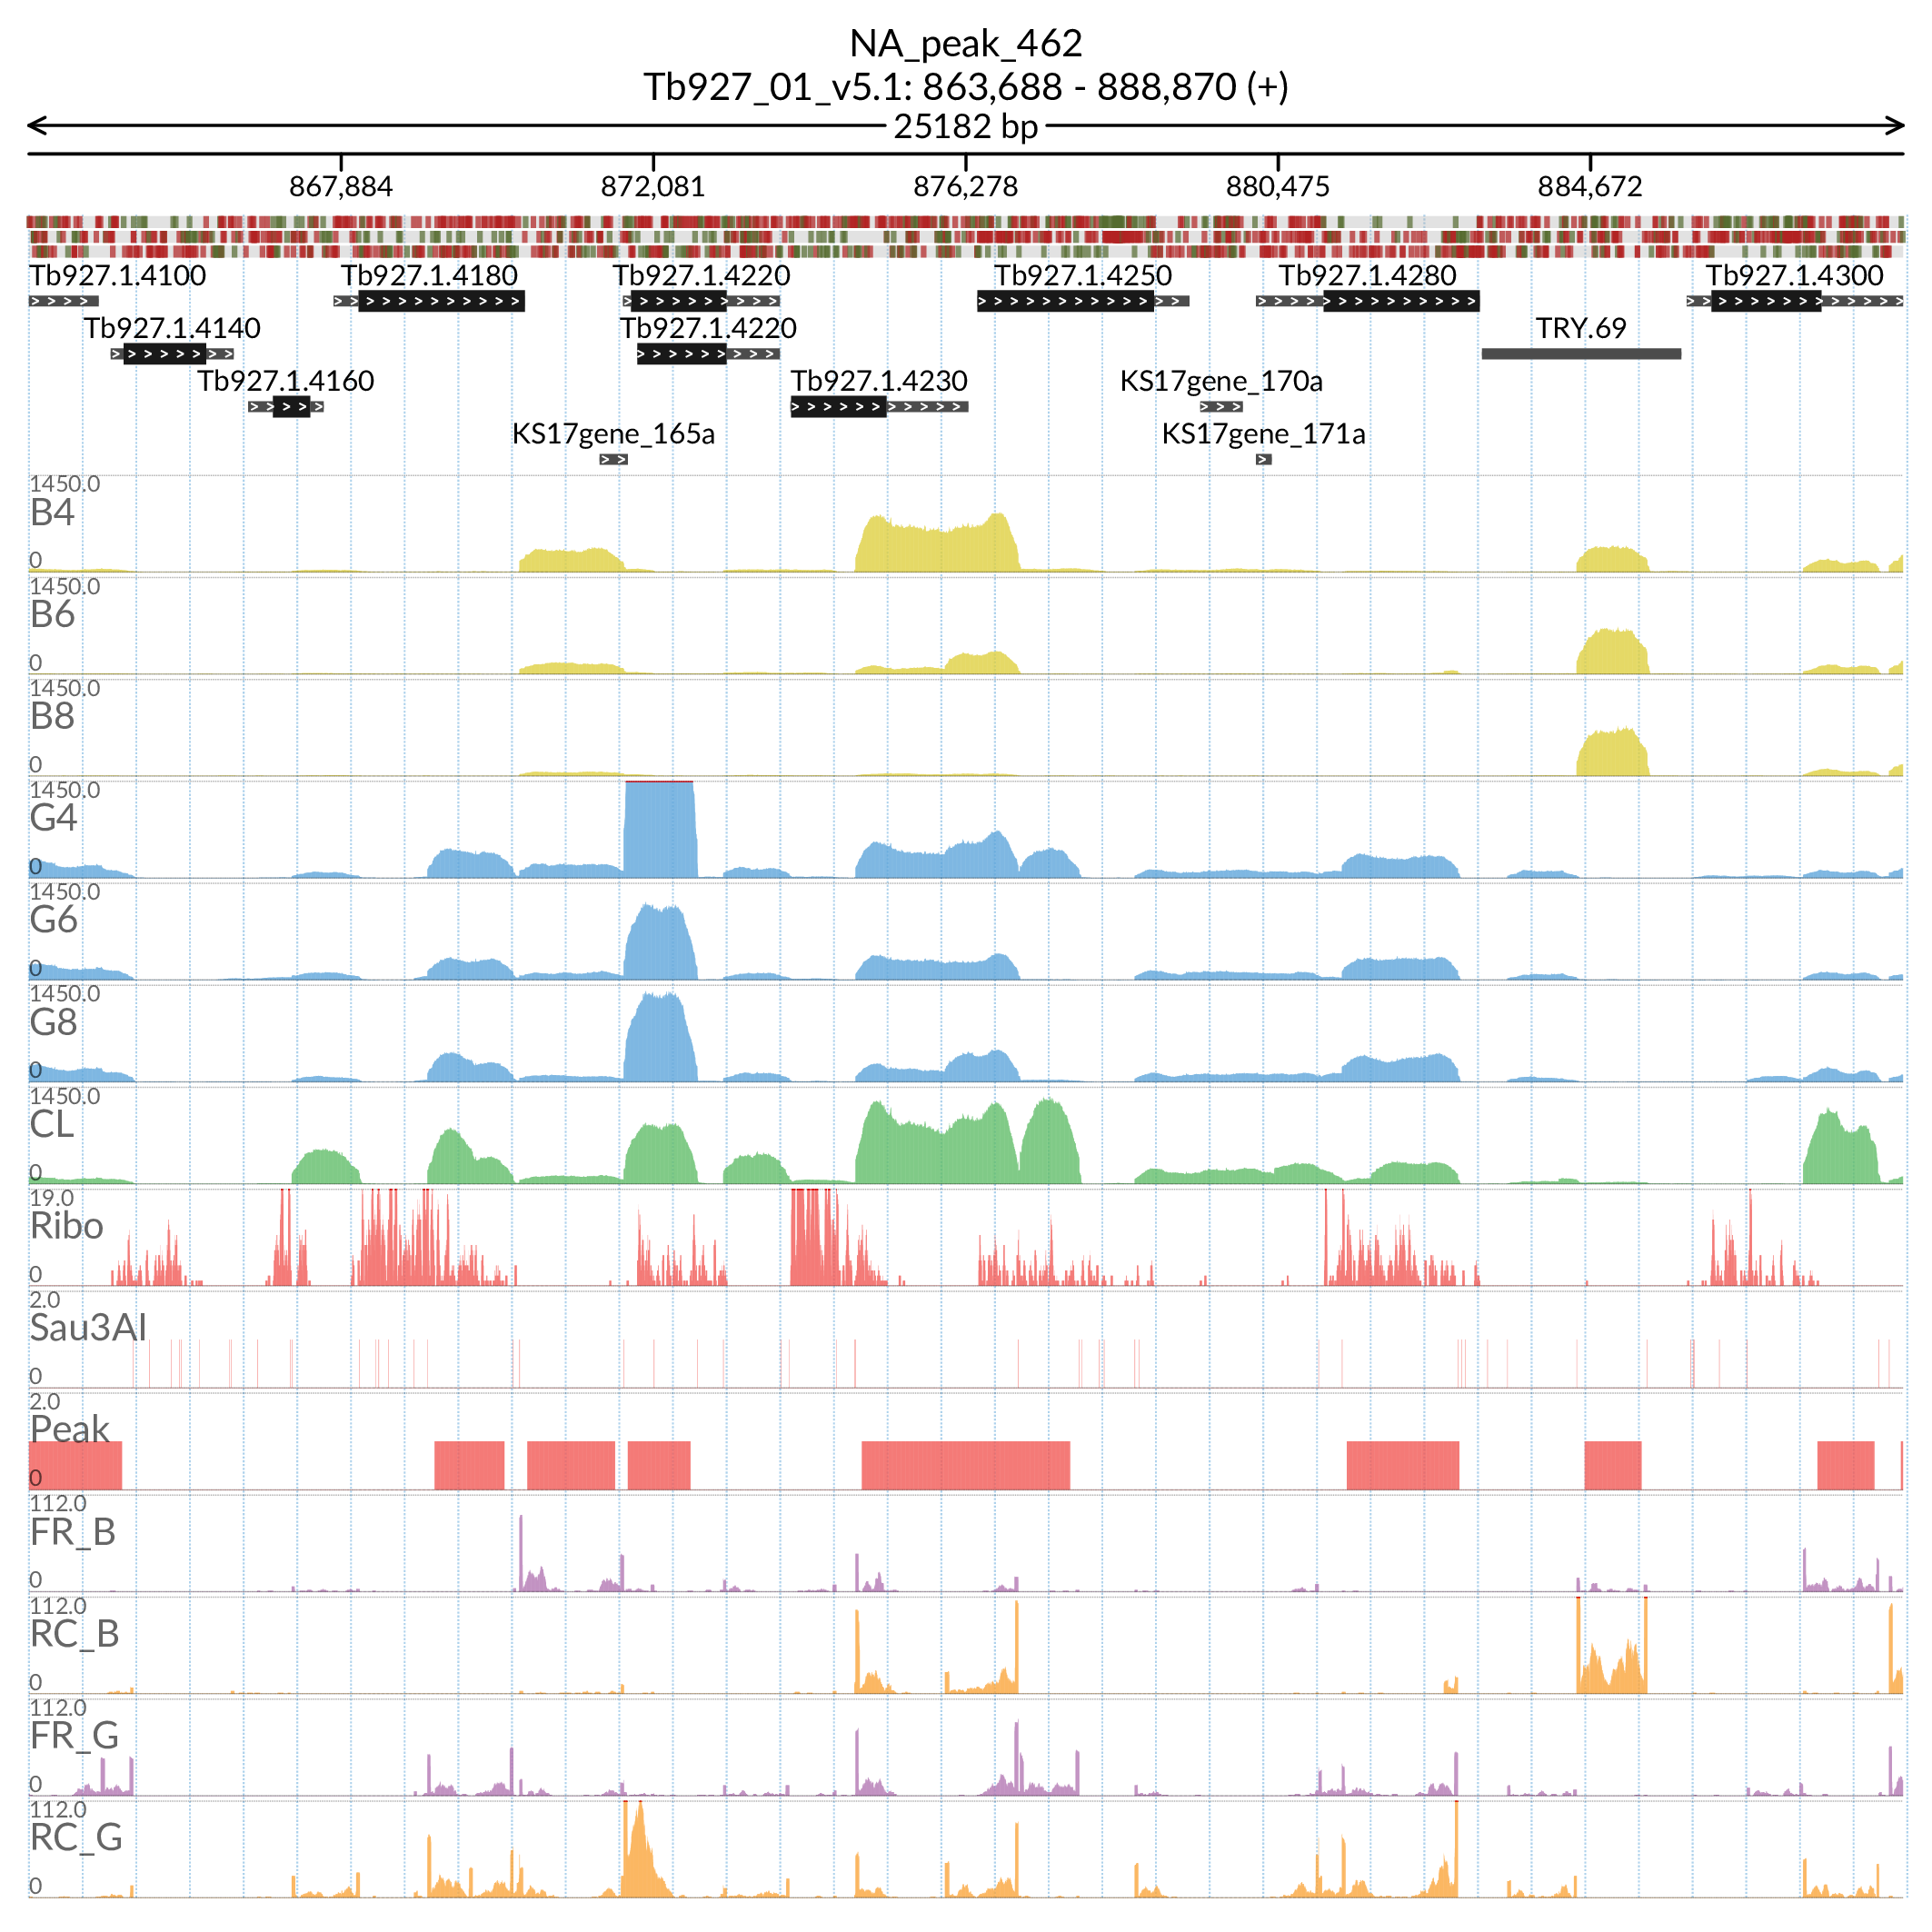 NA_peak_462
Tb927_01_v5.1: 863,688 - 888,870 (+)
25182 bp
867,884 872,081 876,278 880,475 884,672
Tb927.1.4100 Tb927.1.4180 Tb927.1.4220 Tb927.1.4250 Tb927.1.4280 Tb927.1.4300
Tb927.1.4140 Tb927.1.4220 TRY.69
Tb927.1.4160 Tb927.1.4230 KS17gene_170a
KS17gene_165a KS17gene_171a
1450.0
B4
0
1450.0
B6
0
1450.0
B8
0
1450.0
G4
0
1450.0
G6
0
1450.0
G8
0
1450.0
CL
0
19.0
Ribo
0
2.0
Sau3AI
0
2.0
Peak
0
112.0
FR_B
0
112.0
RC_B
0
112.0
FR_G
0
112.0
RC_G
0